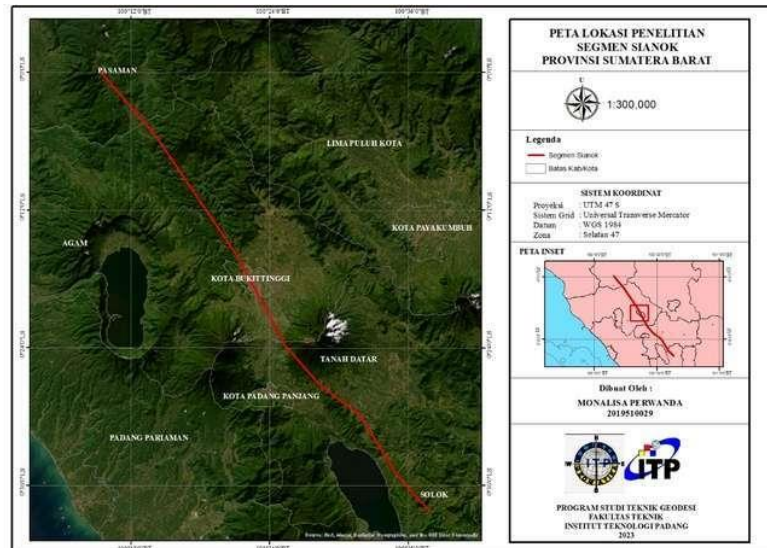 PETA LOKASI PENELITIAN
SEGMEN SIANOK
PROVINSI SUMATERA BARAT
U
1:300,000
Legenda
Segmen Sianok
Batas Kab/Kota
SISTEM KOORDINAT
Proyeksi : UTM 47 S
Sistem Grid : Universal Transverse Mercator
Datum : WGS 1984
Zona : Selatan 47
PETA INSET
Dibuat Oleh :
MONALISA PERWANDA
2019510029
ITP
PROGRAM STUDI TEKNIK GEODESI
FAKULTAS TEKNIK
INSTITUT TEKNOLOGI PADANG
2023
PASAMAN
LIMA PULUH KOTA
KOTA PAYAKUMBUH
AGAM
KOTA BUKITTINGGI
TANAH DATAR
KOTA PADANG PANJANG
PADANG PARIAMAN
SOLOK